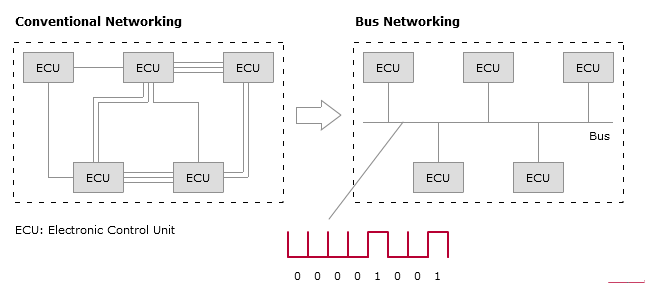 Conventional Networking
Bus Networking
ECU ECU ECU
ECU ECU ECU
Bus
ECU ECU
ECU ECU
ECU: Electronic Control Unit
0 0 0 0 1 0 0 1